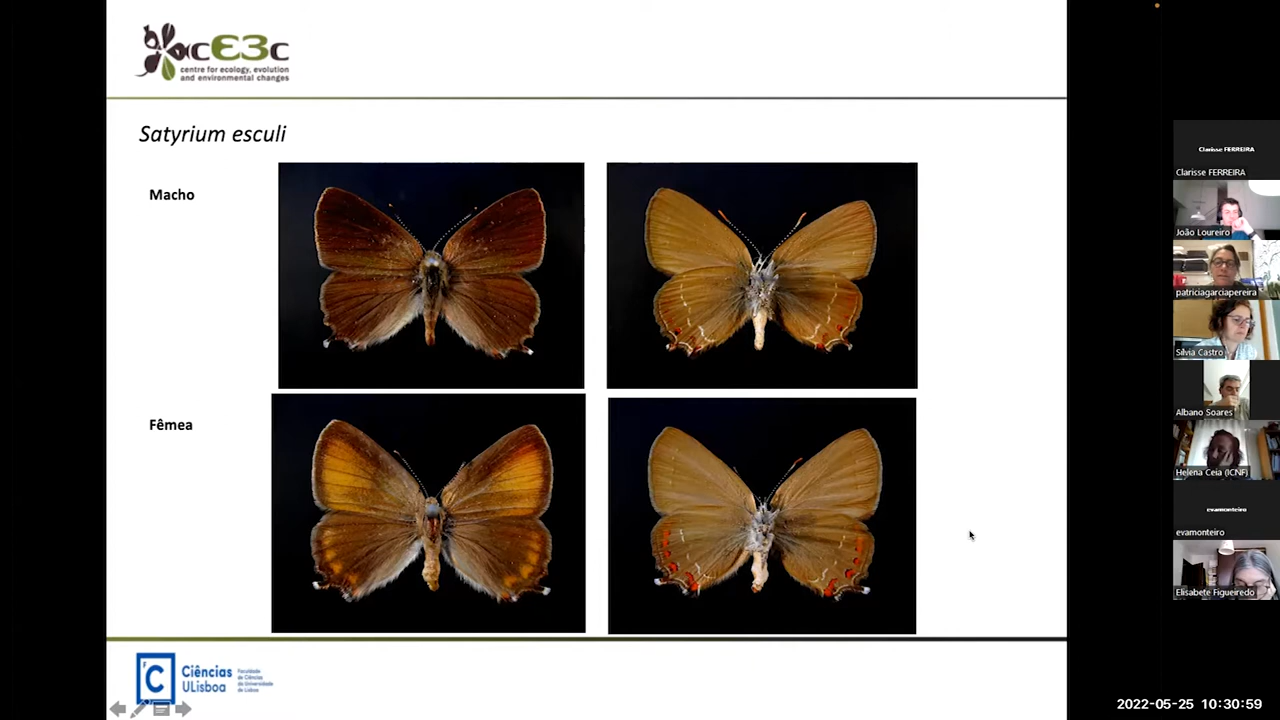 cE3c
centre for ecology, evolution
and environmental changes
Satyrium esculi
Macho
Fêmea
Ciências
ULisboa
Faculdade
de Ciências
da Universidade
de Lisboa
Clarisse FERREIRA
Clarisse FERREIRA
João Loureiro
patriciagarciapereira
Sílvia Castro
Albano Soares
Helena Ceia (ICNF)
evamonteiro
evamonteiro
Elisabete Figueiredo
2022-05-25 10:30:59